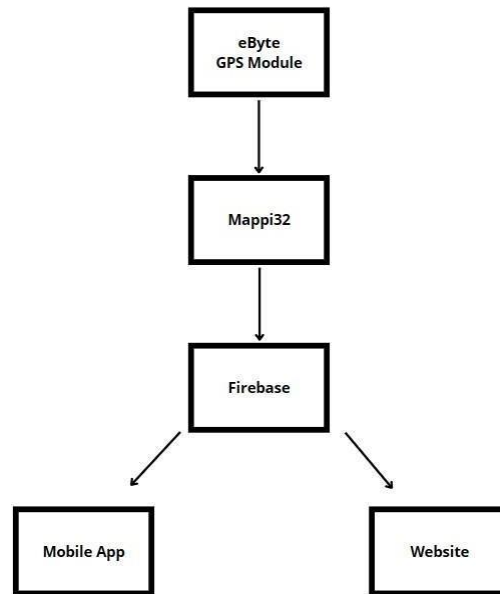 eByte
GPS Module
Mappi32
Firebase
Mobile App
Website